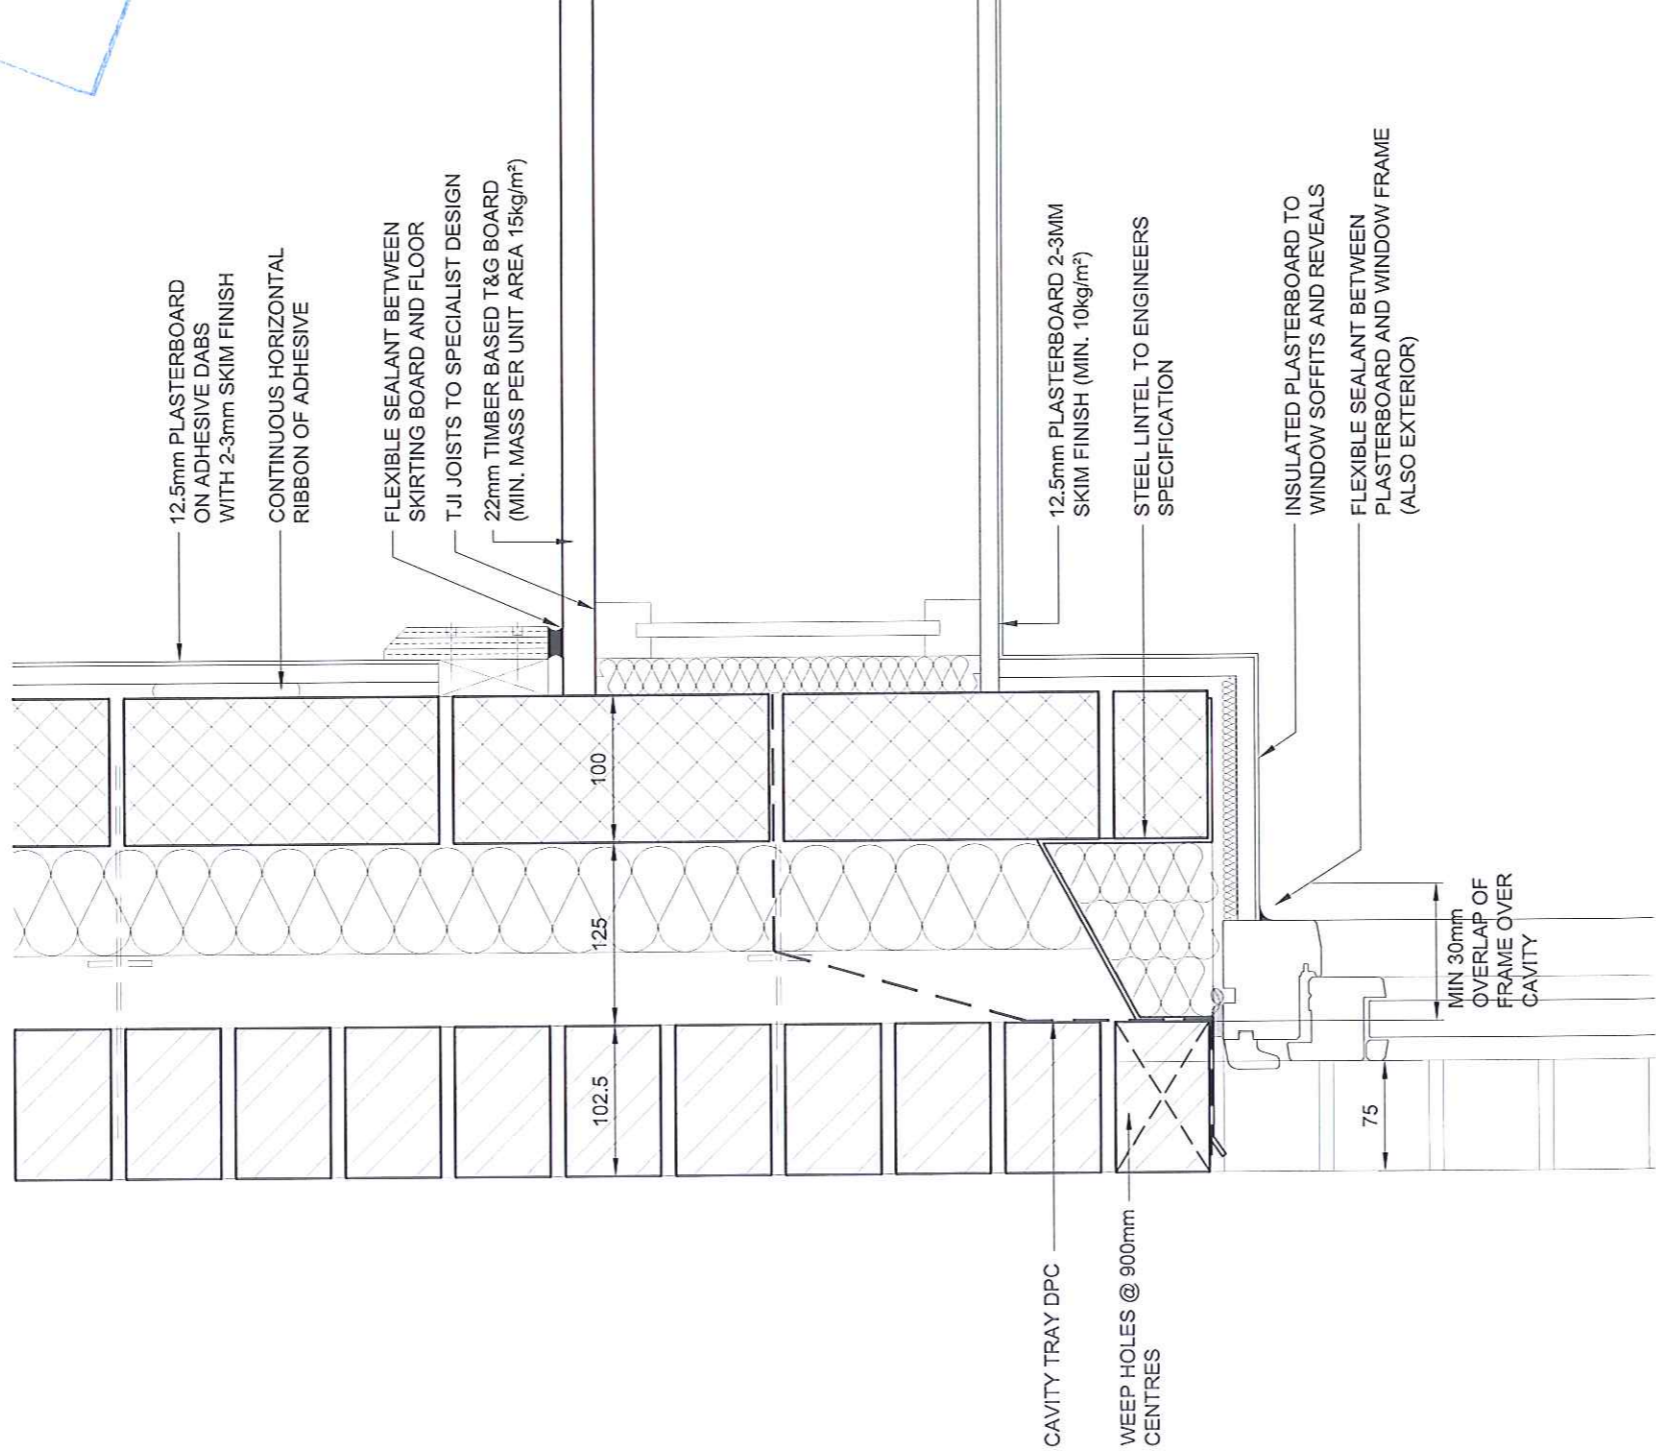 12.5mm PLASTERBOARD
ON ADHESIVE DABS
WITH 2-3mm SKIM FINISH
CONTINUOUS HORIZONTAL
RIBBON OF ADHESIVE
FLEXIBLE SEALANT BETWEEN
SKIRTING BOARD AND FLOOR
TJI JOISTS TO SPECIALIST DESIGN
22mm TIMBER BASED T&G BOARD
(MIN. MASS PER UNIT AREA 15kg/m²)
102.5
125
100
12.5mm PLASTERBOARD 2-3MM
SKIM FINISH (MIN. 10kg/m²)
STEEL LINTEL TO ENGINEERS
SPECIFICATION
INSULATED PLASTERBOARD TO
WINDOW SOFFITS AND REVEALS
FLEXIBLE SEALANT BETWEEN
PLASTERBOARD AND WINDOW FRAME
(ALSO EXTERIOR)
CAVITY TRAY DPC
WEEP HOLES @ 900mm
CENTRES
75
MIN 30mm
OVERLAP OF
FRAME OVER
CAVITY